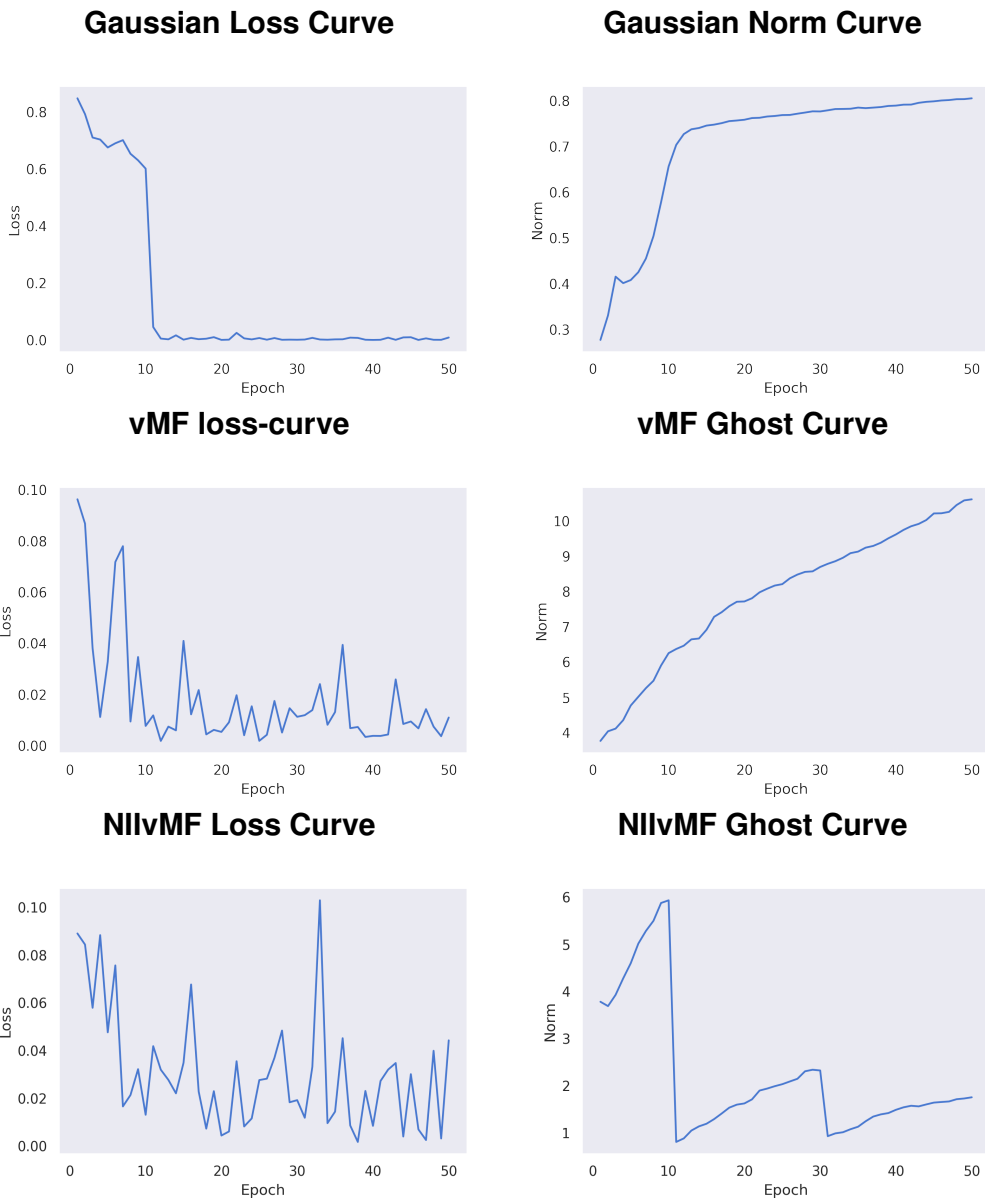 Gaussian Loss Curve
Gaussian Norm Curve
0.8
0.6
0.4
0.2
0.0
Loss
0 10 20 30 40 50
Epoch
0.8
0.7
0.6
0.5
0.4
0.3
Norm
0 10 20 30 40 50
Epoch
vMF loss-curve
vMF Ghost Curve
0.10
0.08
0.06
0.04
0.02
0.00
Loss
0 10 20 30 40 50
Epoch
10
9
8
7
6
5
4
Norm
0 10 20 30 40 50
Epoch
NllvMF Loss Curve
NllvMF Ghost Curve
0.10
0.08
0.06
0.04
0.02
0.00
Loss
0 10 20 30 40 50
Epoch
6
5
4
3
2
1
Norm
0 10 20 30 40 50
Epoch